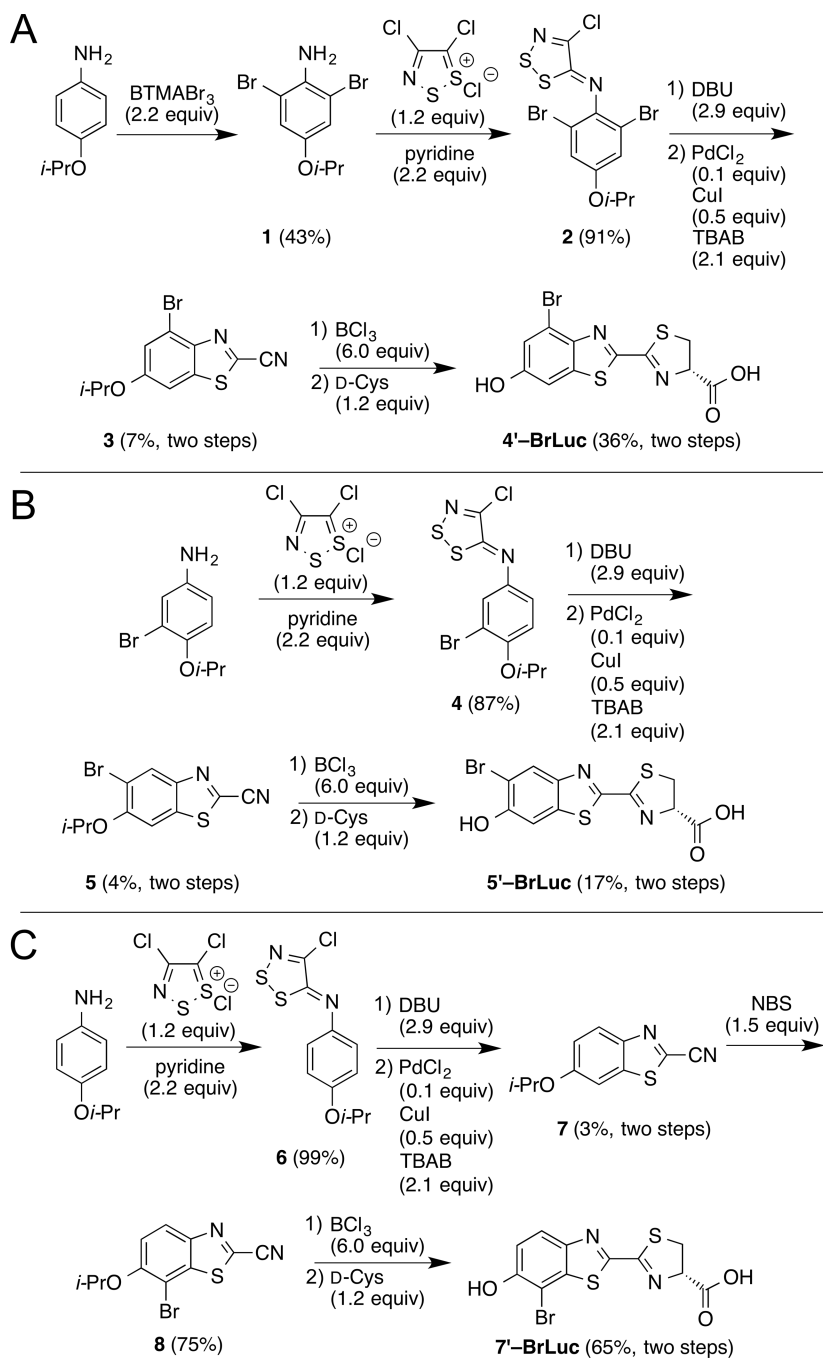 A
NH2
i-PrO
BTMABr3
(2.2 equiv)
NH2
Br
Br
Oi-Pr
1 (43%)
Cl
Cl
N
S
S
⊕
Cl
⊖
(1.2 equiv)
pyridine
(2.2 equiv)
Cl
N
S
S
N
Br
Br
Oi-Pr
2 (91%)
1) DBU
(2.9 equiv)
2) PdCl2
(0.1 equiv)
CuI
(0.5 equiv)
TBAB
(2.1 equiv)
Br
N
CN
S
i-PrO
3 (7%, two steps)
1) BCl3
(6.0 equiv)
2) D-Cys
(1.2 equiv)
Br
N
S
S
N
HO
OH
O
4'–BrLuc (36%, two steps)
B
NH2
Br
Oi-Pr
Cl
Cl
N
S
S
⊕
Cl
⊖
(1.2 equiv)
pyridine
(2.2 equiv)
Cl
N
S
S
N
Br
Oi-Pr
4 (87%)
1) DBU
(2.9 equiv)
2) PdCl2
(0.1 equiv)
CuI
(0.5 equiv)
TBAB
(2.1 equiv)
Br
N
CN
S
i-PrO
5 (4%, two steps)
1) BCl3
(6.0 equiv)
2) D-Cys
(1.2 equiv)
Br
N
S
S
N
HO
OH
O
5'–BrLuc (17%, two steps)
C
NH2
Oi-Pr
Cl
Cl
N
S
S
⊕
Cl
⊖
(1.2 equiv)
pyridine
(2.2 equiv)
Cl
N
S
S
N
Oi-Pr
6 (99%)
1) DBU
(2.9 equiv)
2) PdCl2
(0.1 equiv)
CuI
(0.5 equiv)
TBAB
(2.1 equiv)
N
CN
S
i-PrO
7 (3%, two steps)
NBS
(1.5 equiv)
N
CN
S
i-PrO
Br
8 (75%)
1) BCl3
(6.0 equiv)
2) D-Cys
(1.2 equiv)
N
S
S
N
HO
Br
OH
O
7'–BrLuc (65%, two steps)